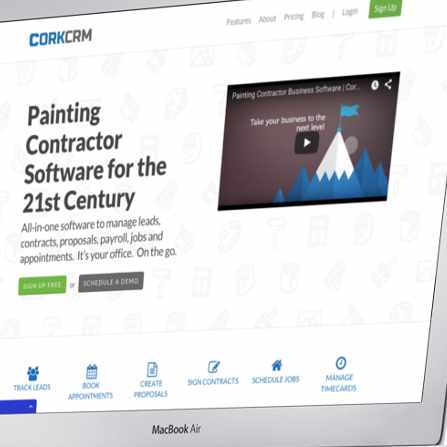 CORKCRM
Features About Pricing Blog | Login Sign Up
Painting
Contractor
Software for the
21st Century
All-in-one software to manage leads,
contracts, proposals, payroll, jobs and
appointments. It's your office. On the go.
SIGN UP FREE or SCHEDULE A DEMO
Painting Contractor Business Software | Cor...
Take your business to the
next level
TRACK LEADS
BOOK
APPOINTMENTS
CREATE
PROPOSALS
SIGN CONTRACTS
SCHEDULE JOBS
MANAGE
TIMECARDS
MacBook Air